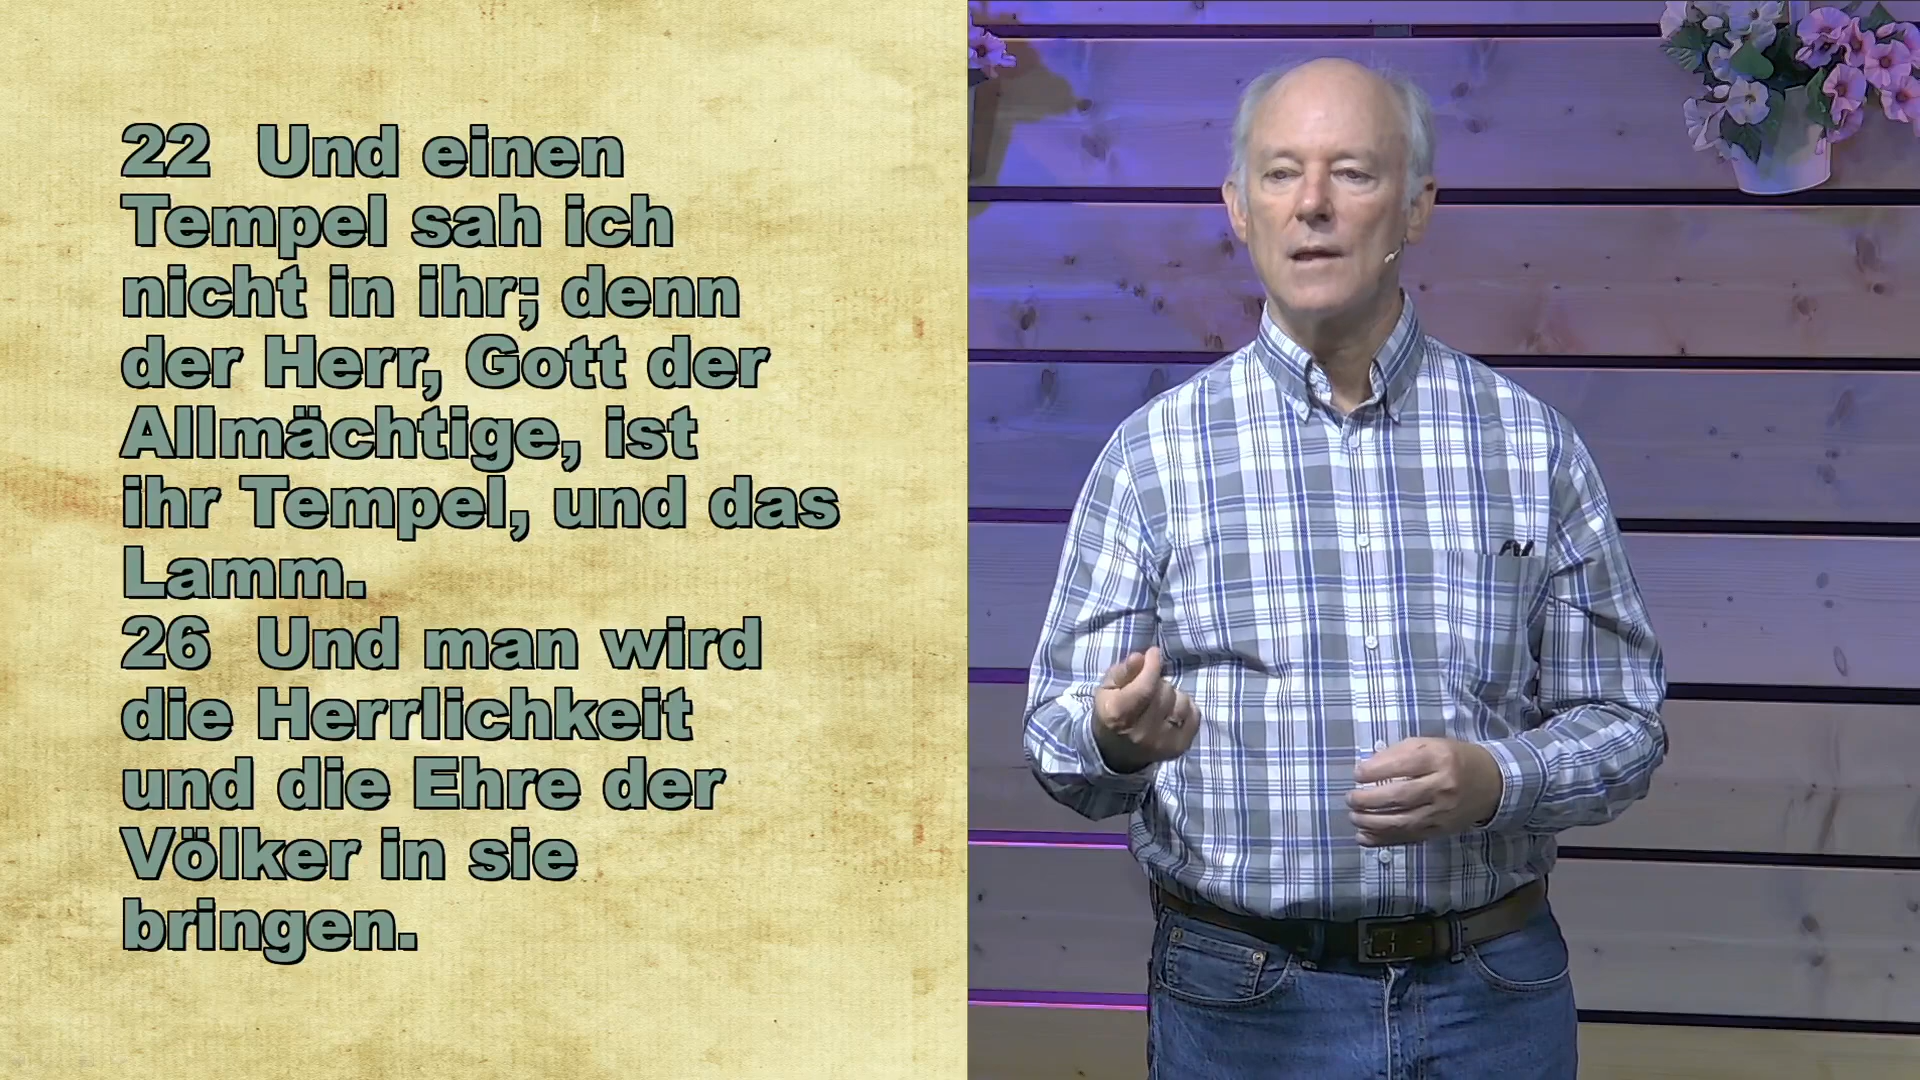 22  Und einen
Tempel sah ich
nicht in ihr; denn
der Herr, Gott der
Allmächtige, ist
ihr Tempel, und das
Lamm.
26  Und man wird
die Herrlichkeit
und die Ehre der
Völker in sie
bringen.